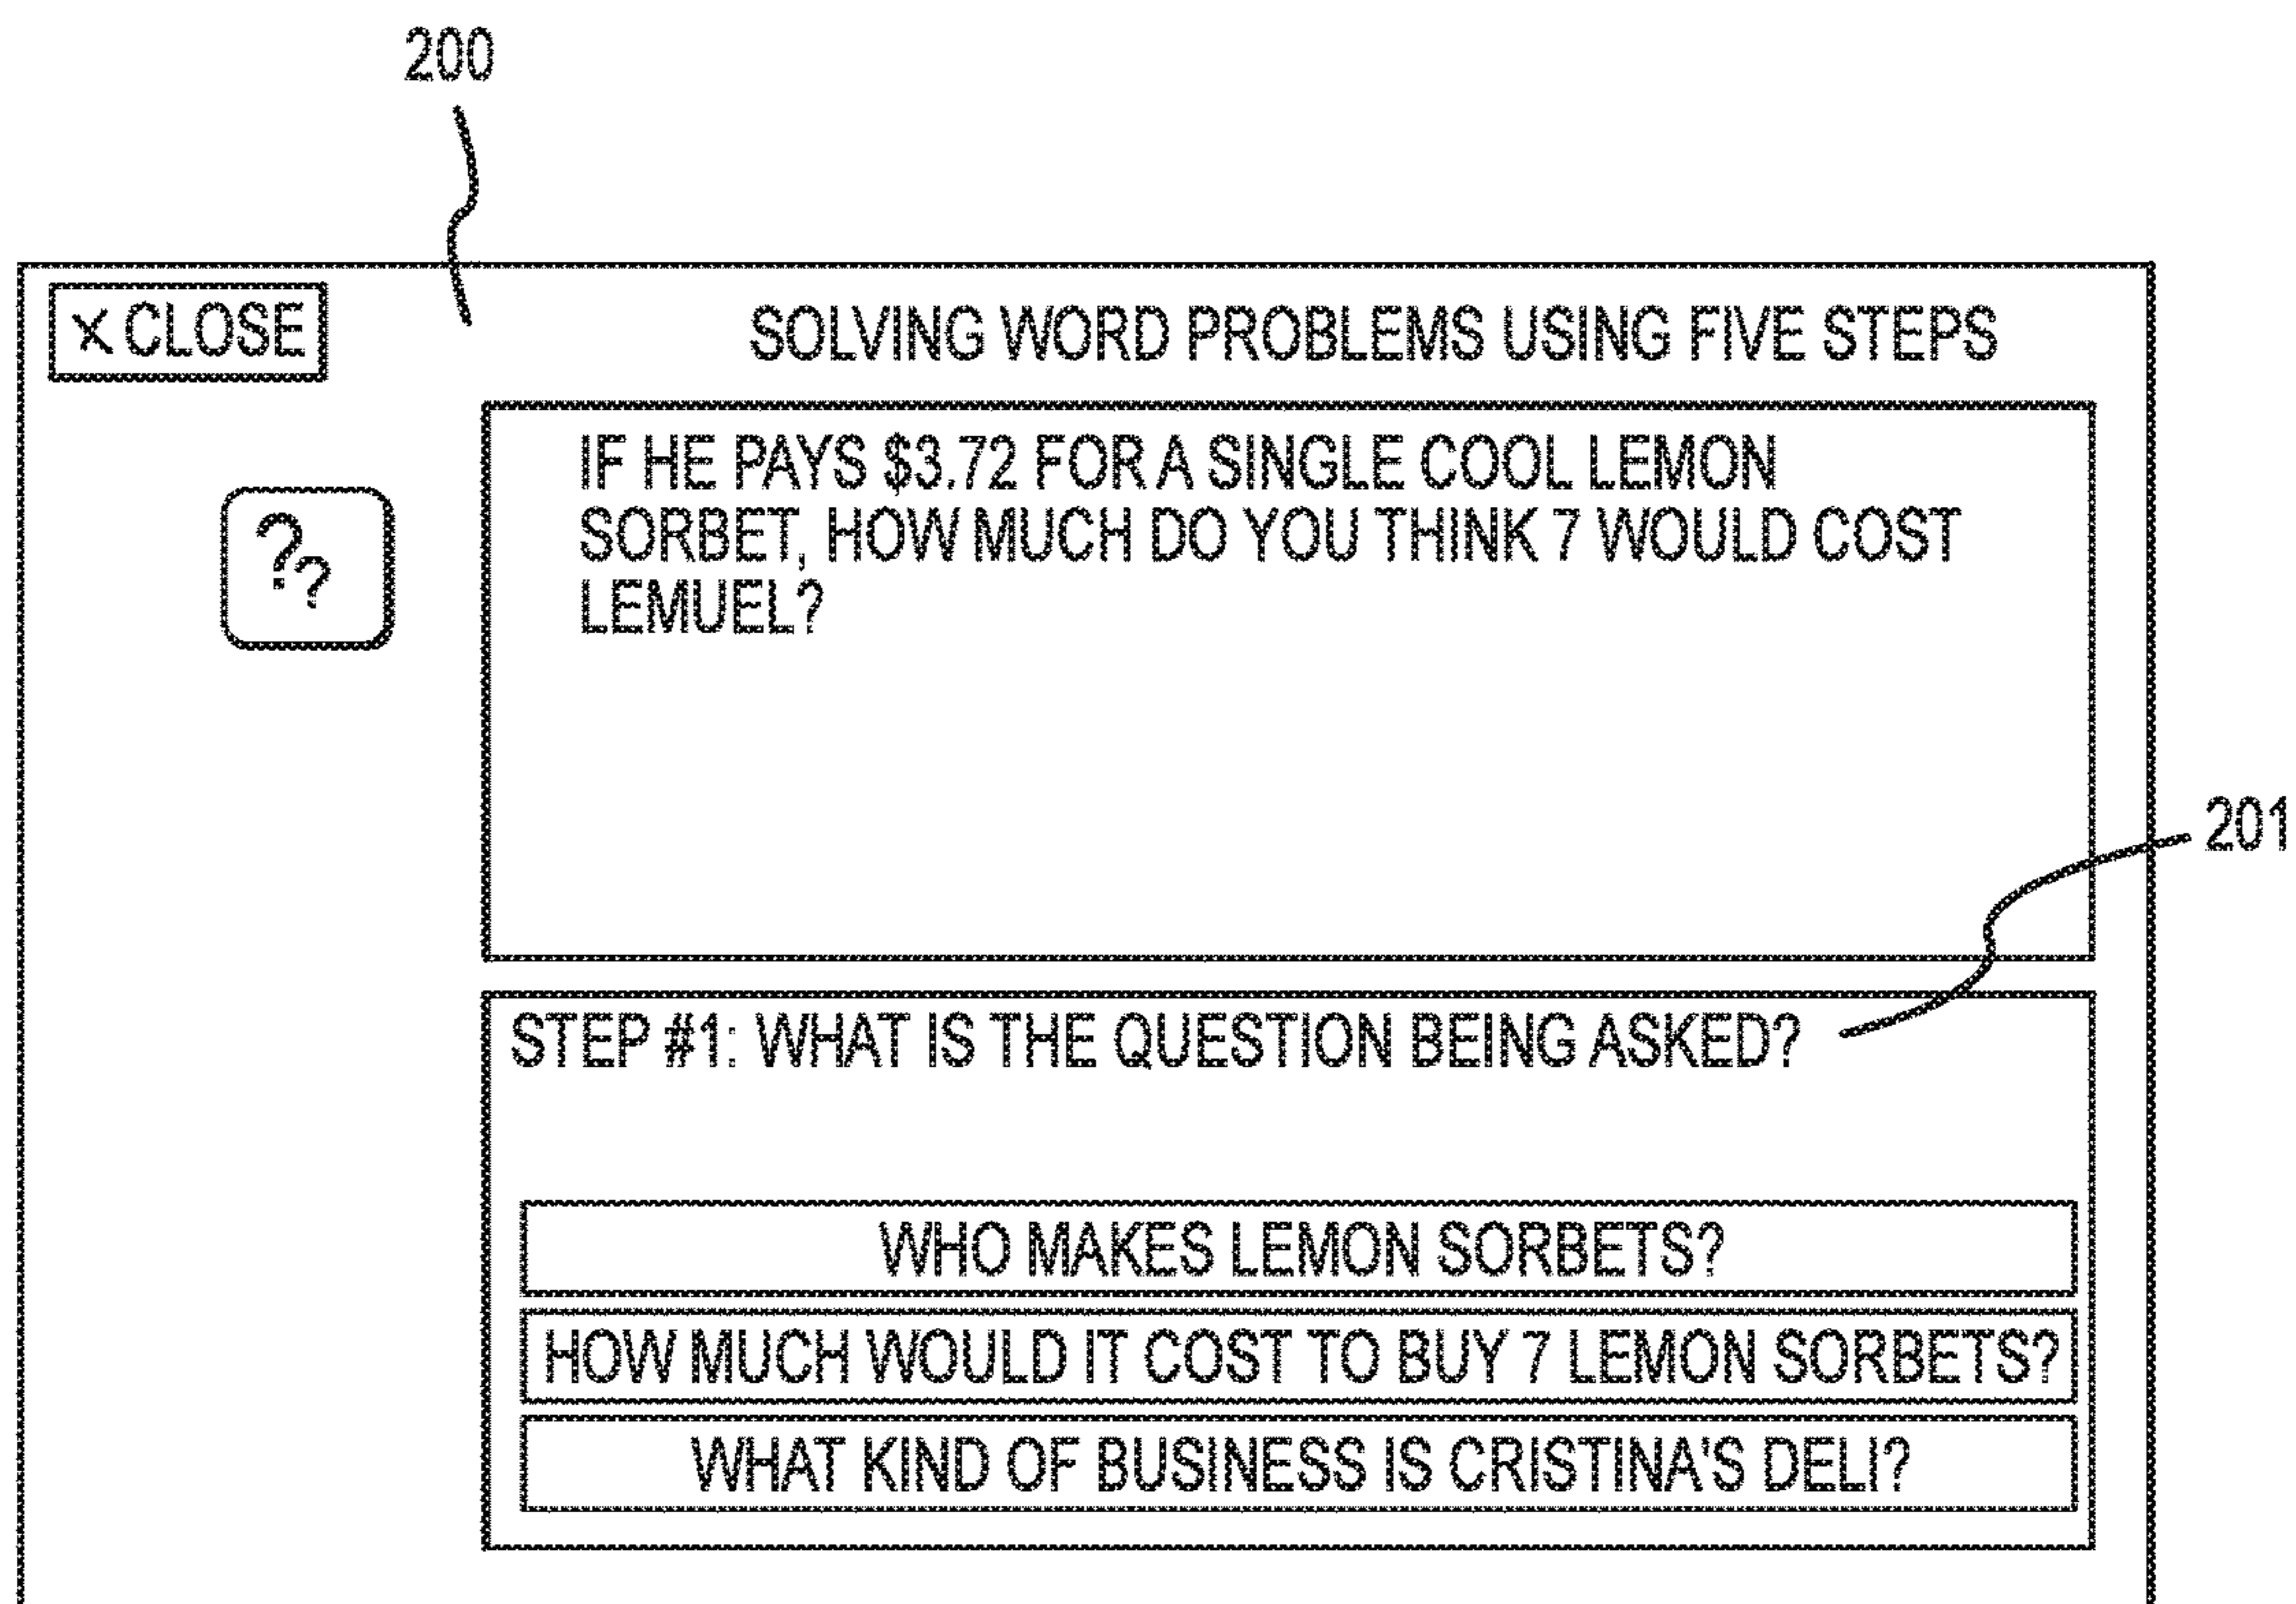 200
X CLOSE
SOLVING WORD PROBLEMS USING FIVE STEPS
IF HE PAYS $3.72 FOR A SINGLE COOL LEMON
SORBET, HOW MUCH DO YOU THINK 7 WOULD COST
LEMUEL?
??
201
STEP #1: WHAT IS THE QUESTION BEING ASKED?
WHO MAKES LEMON SORBETS?
HOW MUCH WOULD IT COST TO BUY 7 LEMON SORBETS?
WHAT KIND OF BUSINESS IS CRISTINA'S DELI?